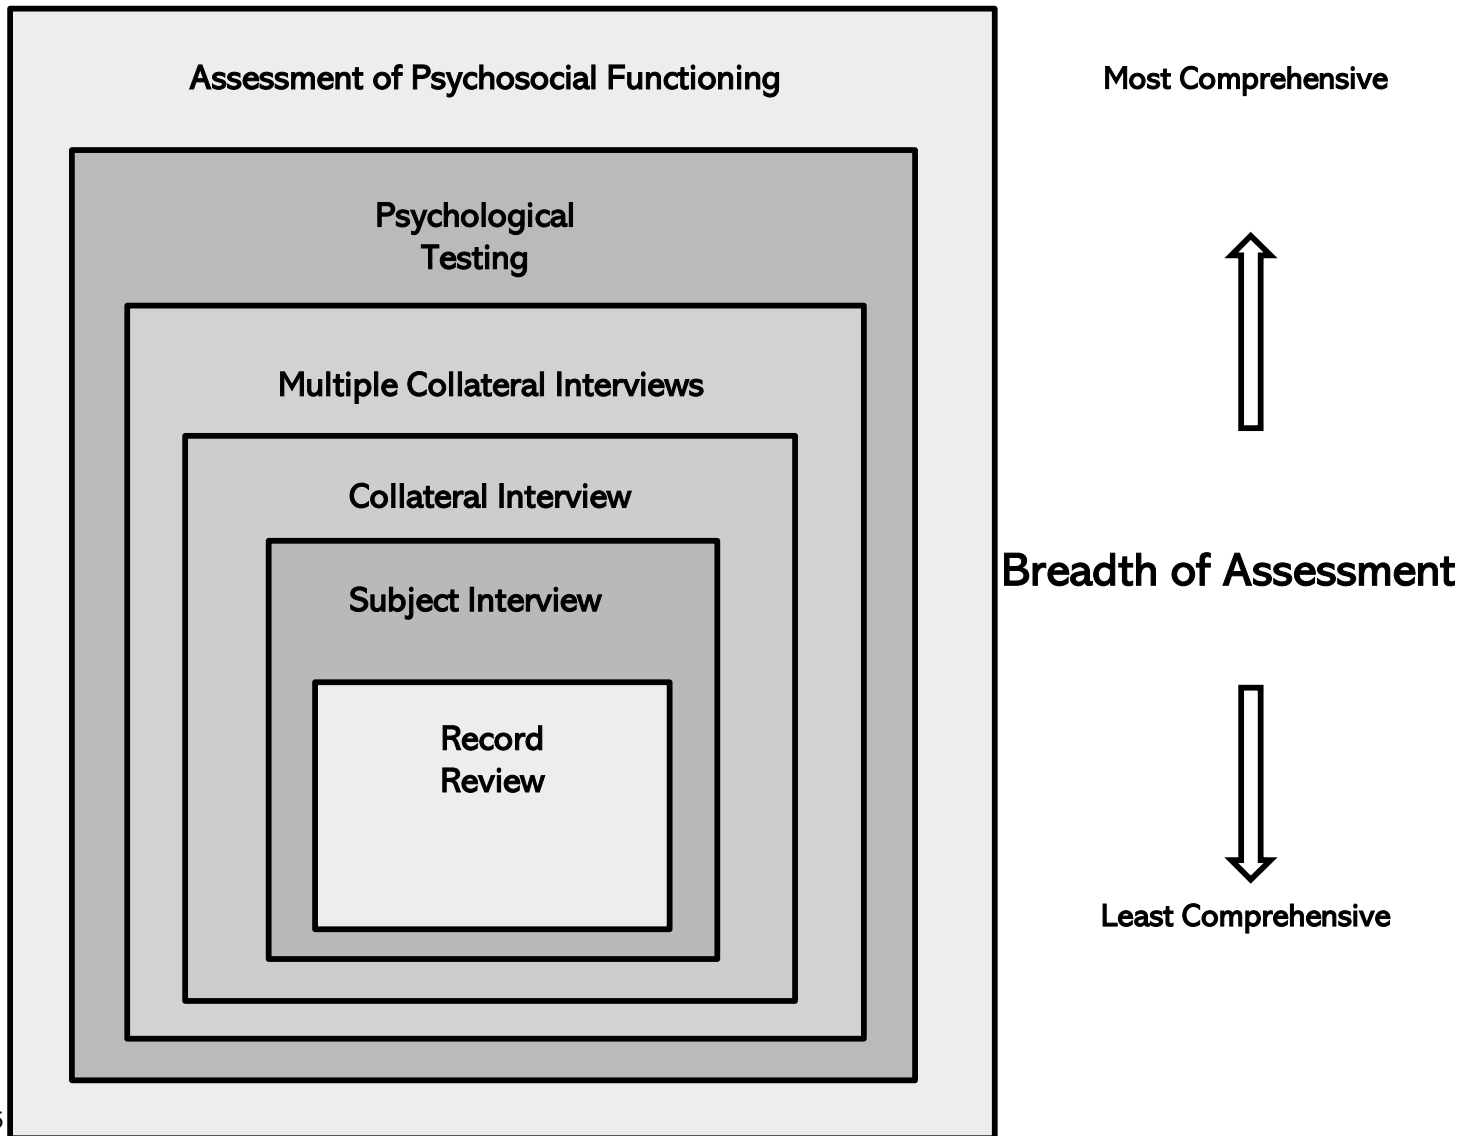 Assessment of Psychosocial Functioning
Most Comprehensive
Psychological
Testing
Multiple Collateral Interviews
Collateral Interview
Breadth of Assessment
Subject Interview
Record
Review
Least Comprehensive